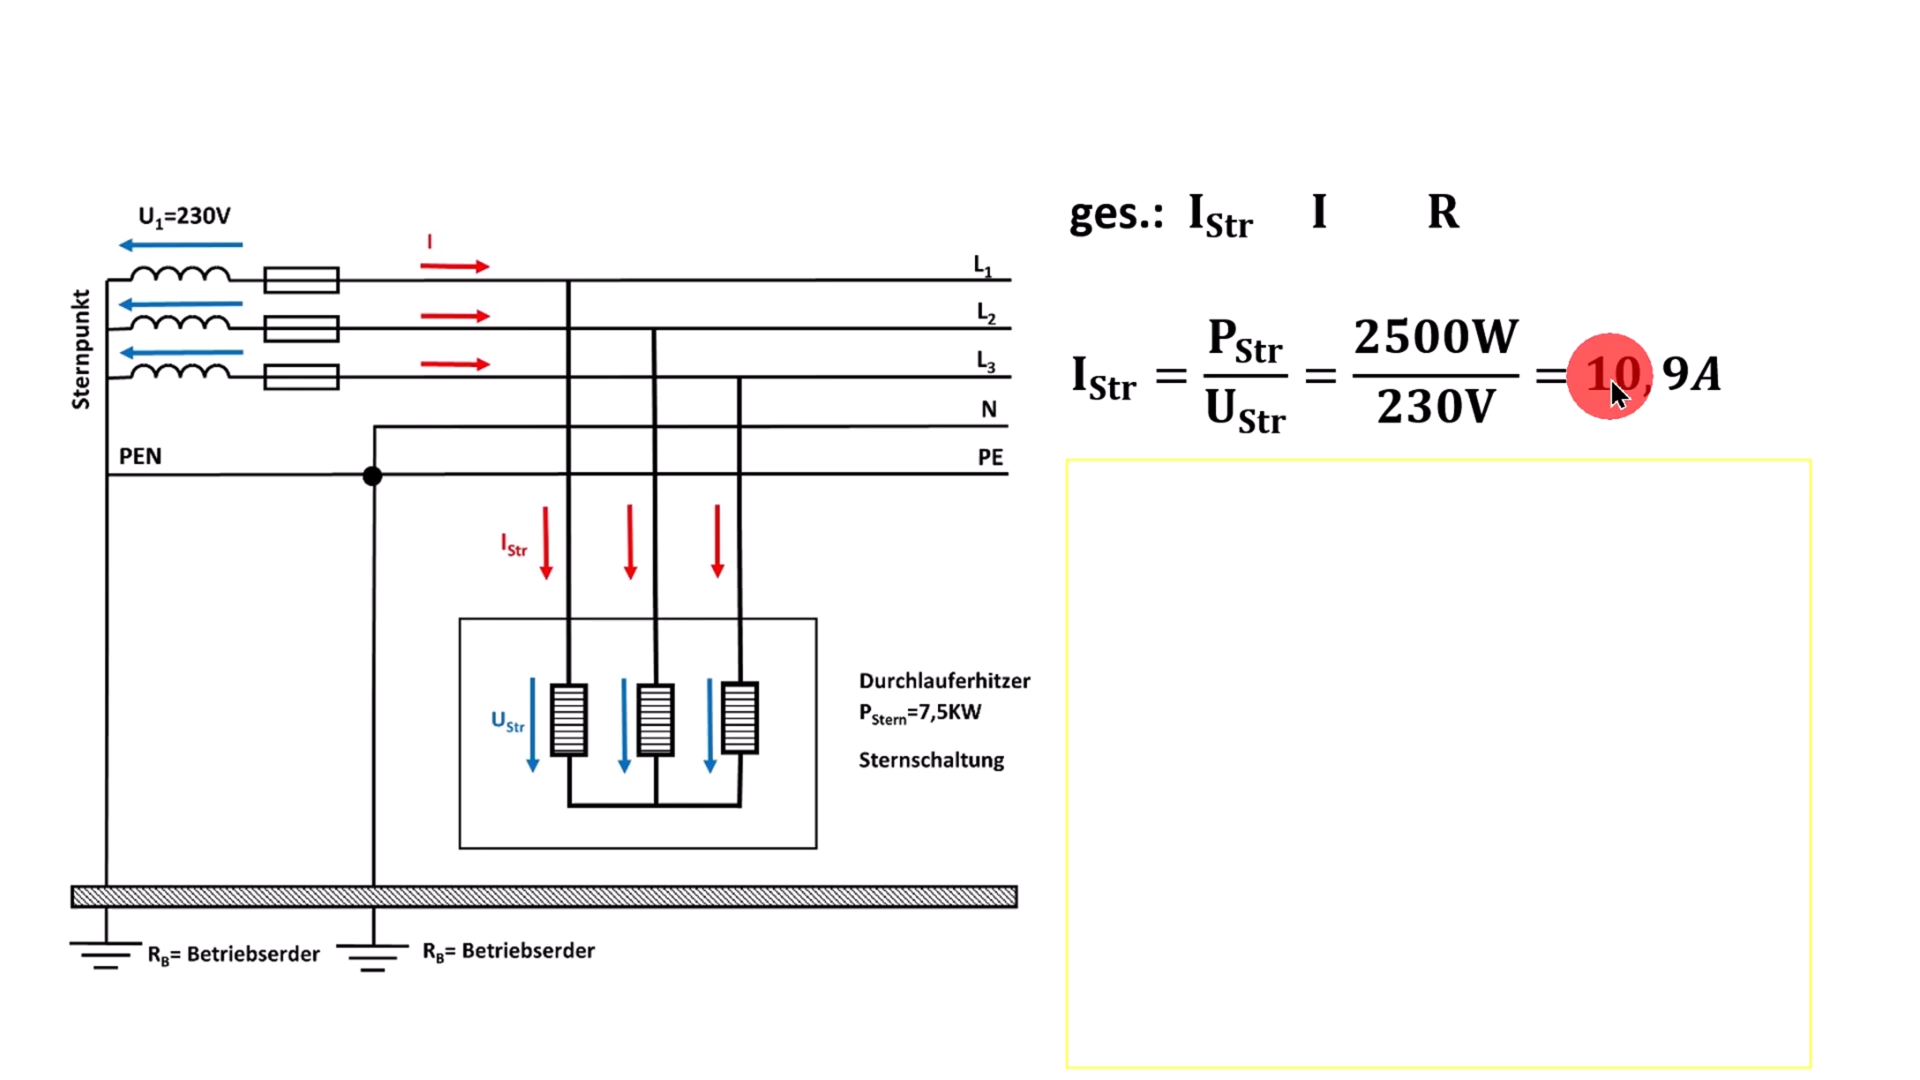 U1=230V
I
Sternpunkt
L1
L2
L3
N
PEN
PE
IStr
UStr
Durchlauferhitzer
PStern=7,5KW
Sternschaltung
RB= Betriebserder
RB= Betriebserder
ges.: IStr I R
IStr = PStr / UStr = 2500W / 230V = 10,9A